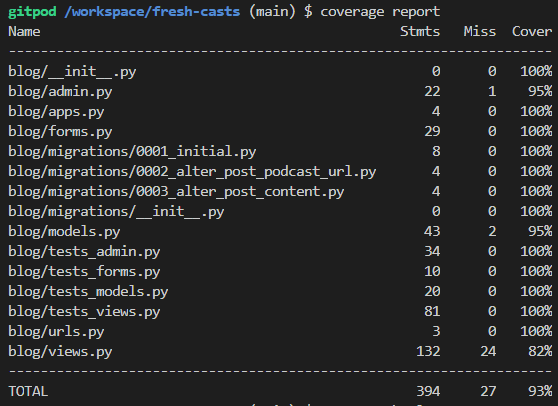 gitpod /workspace/fresh-casts (main) $ coverage report
Name Stmts Miss Cover
--------------------------------------------------------------------
blog/__init__.py 0 0 100%
blog/admin.py 22 1 95%
blog/apps.py 4 0 100%
blog/forms.py 29 0 100%
blog/migrations/0001_initial.py 8 0 100%
blog/migrations/0002_alter_post_podcast_url.py 4 0 100%
blog/migrations/0003_alter_post_content.py 4 0 100%
blog/migrations/__init__.py 0 0 100%
blog/models.py 43 2 95%
blog/tests_admin.py 34 0 100%
blog/tests_forms.py 10 0 100%
blog/tests_models.py 20 0 100%
blog/tests_views.py 81 0 100%
blog/urls.py 3 0 100%
blog/views.py 132 24 82%
--------------------------------------------------------------------
TOTAL 394 27 93%